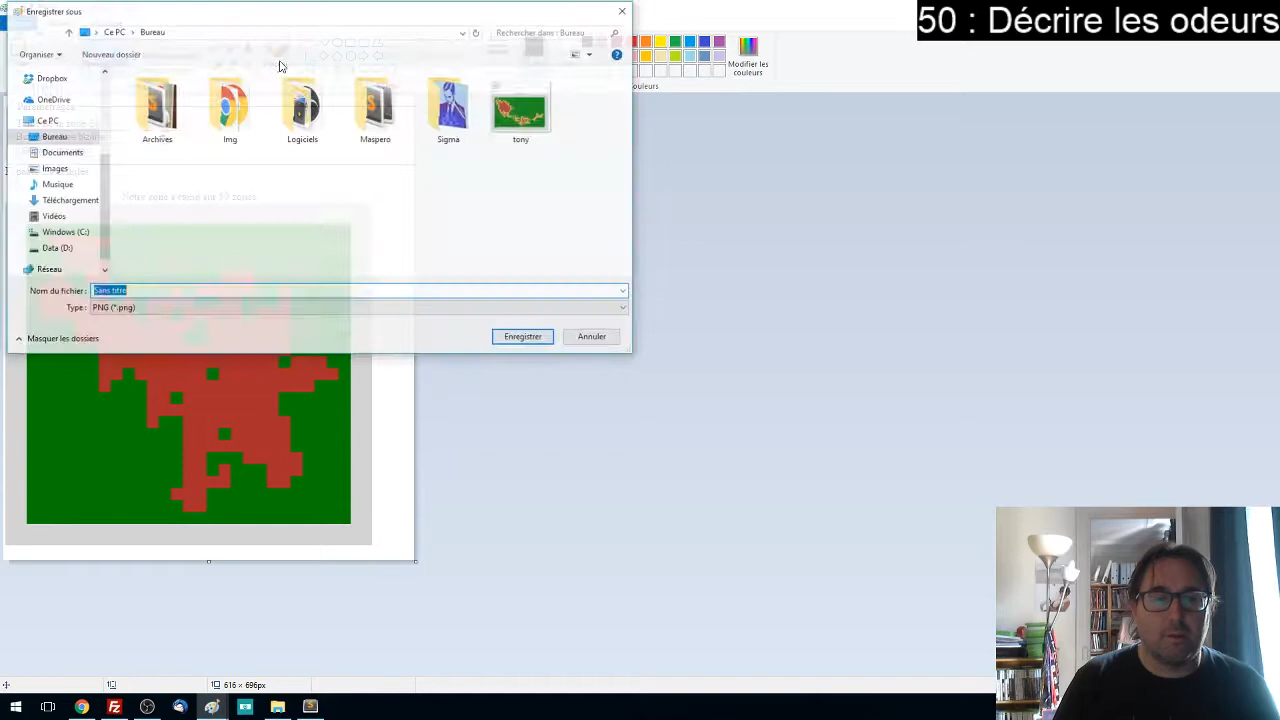 50 : Décrire les odeurs
Enregistrer sous
Ce PC > Bureau
Rechercher dans : Bureau
Organiser
Nouveau dossier
Modifier les
couleurs
ouleurs
Dropbox
OneDrive
Ce PC
Bureau
Documents
Images
Musique
Téléchargement
Vidéos
Windows (C:)
Data (D:)
Réseau
Archives
Img
Logiciels
Maspero
Sigma
tony
Nom du fichier :
Sans titre
Type :
PNG (*.png)
Masquer les dossiers
Enregistrer
Annuler
616 × 696px